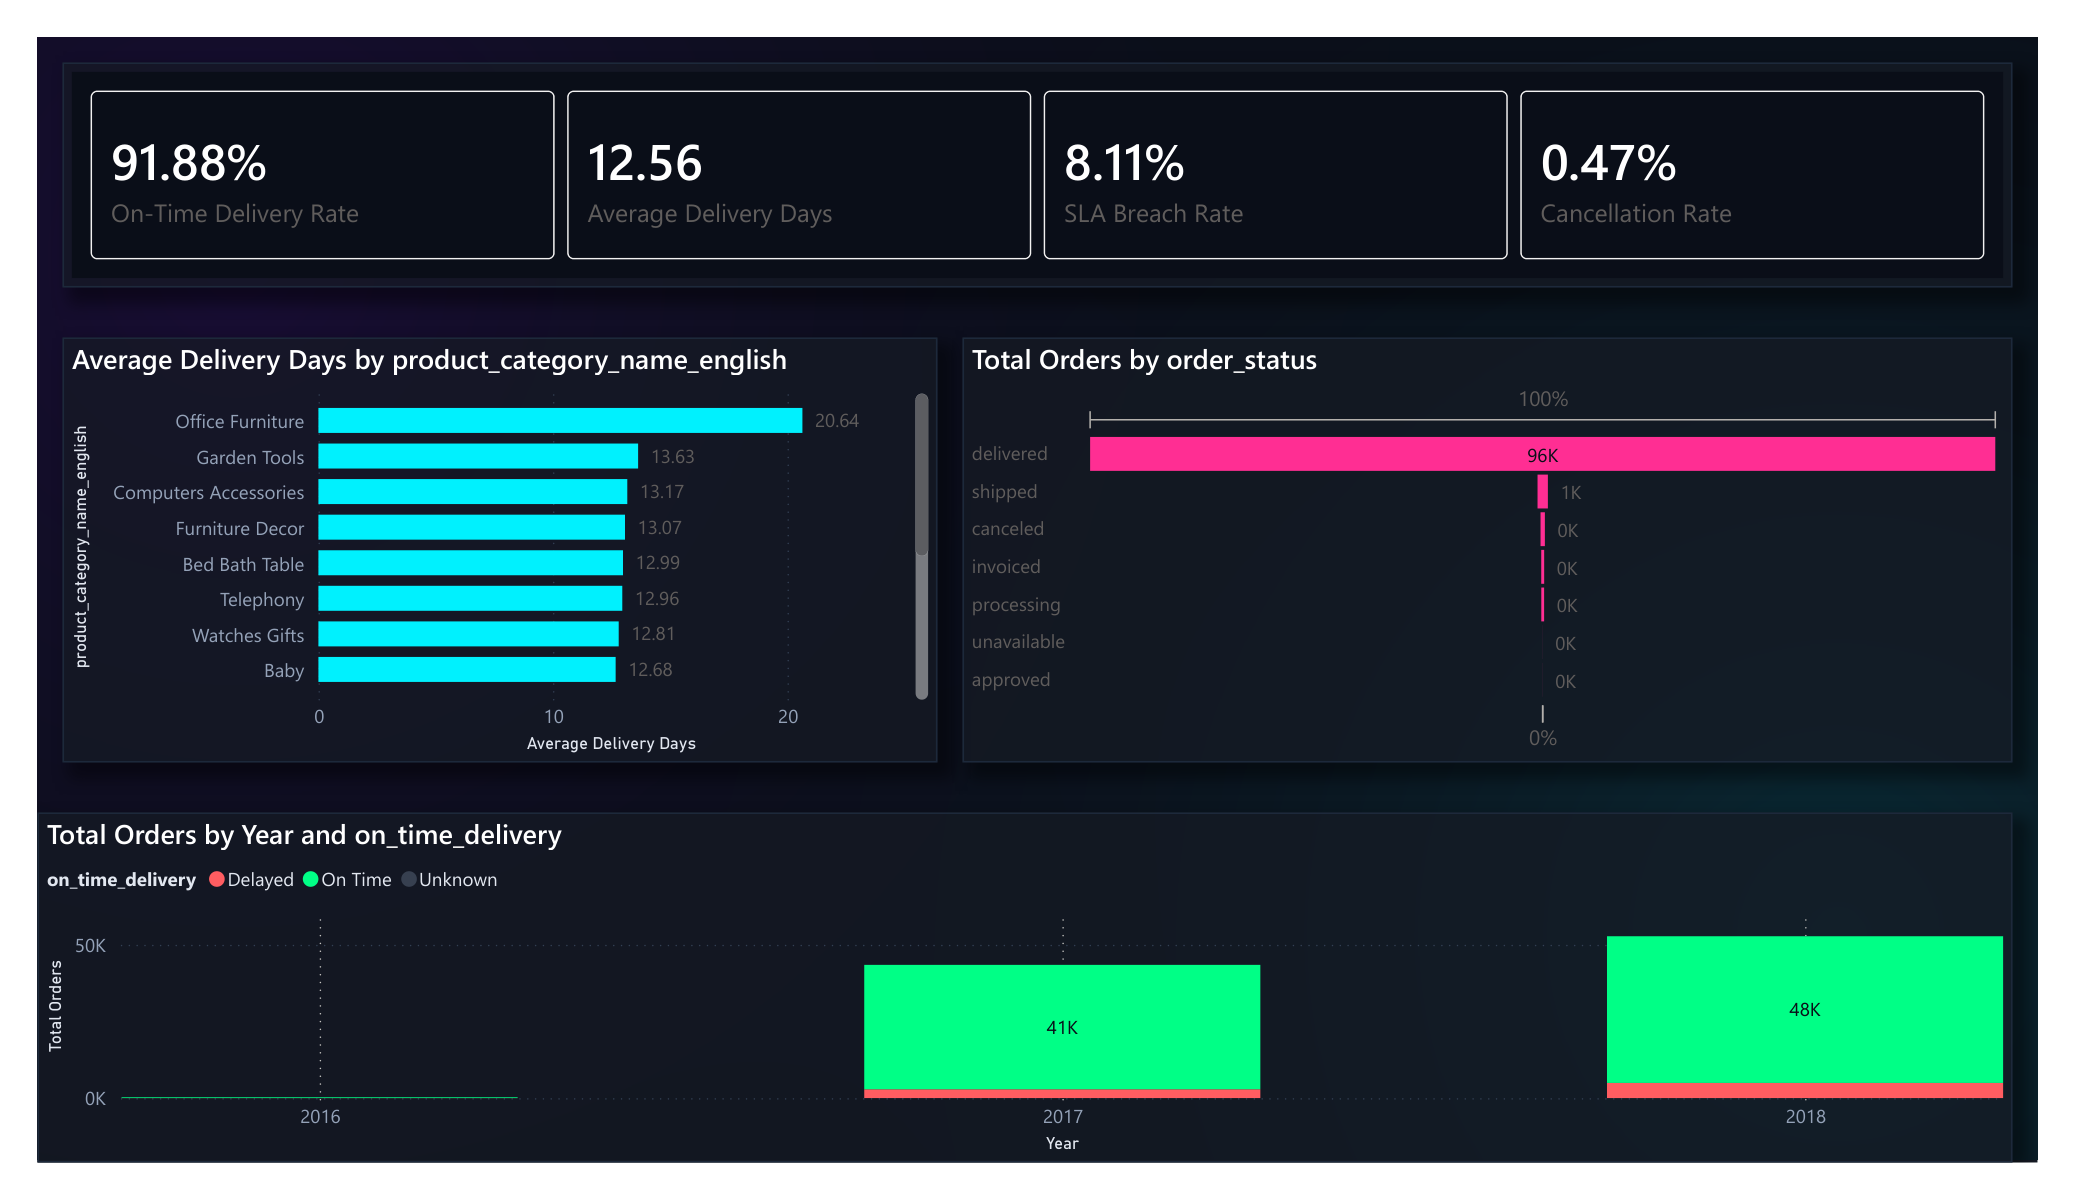 91.88%
On-Time Delivery Rate
12.56
Average Delivery Days
8.11%
SLA Breach Rate
0.47%
Cancellation Rate
Average Delivery Days by product_category_name_english
product_category_name_english
Office Furniture 20.64
Garden Tools 13.63
Computers Accessories 13.17
Furniture Decor 13.07
Bed Bath Table 12.99
Telephony 12.96
Watches Gifts 12.81
Baby 12.68
0 10 20
Average Delivery Days
Total Orders by order_status
100%
delivered 96K
shipped 1K
canceled 0K
invoiced 0K
processing 0K
unavailable 0K
approved 0K
0%
Total Orders by Year and on_time_delivery
on_time_delivery Delayed On Time Unknown
Total Orders
50K
0K
41K
48K
2016 2017 2018
Year